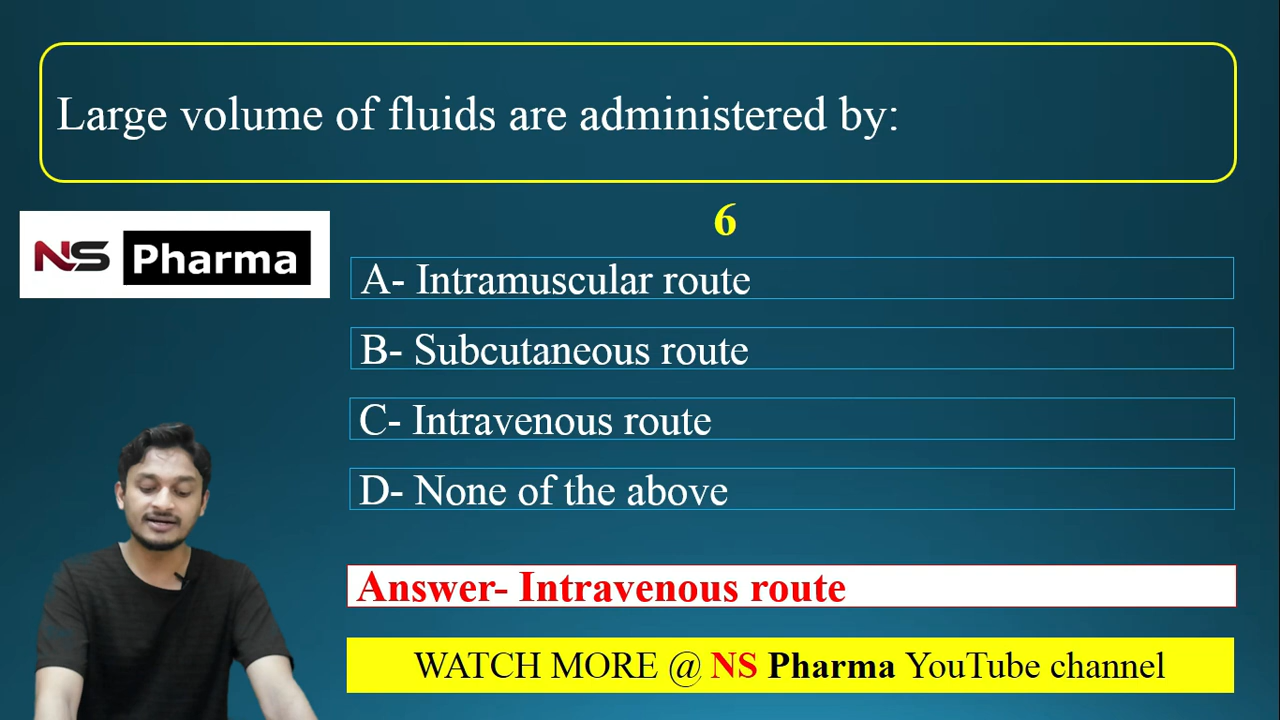 Large volume of fluids are administered by:
NS Pharma
6
A- Intramuscular route
B- Subcutaneous route
C- Intravenous route
D- None of the above
Answer- Intravenous route
WATCH MORE @ NS Pharma YouTube channel